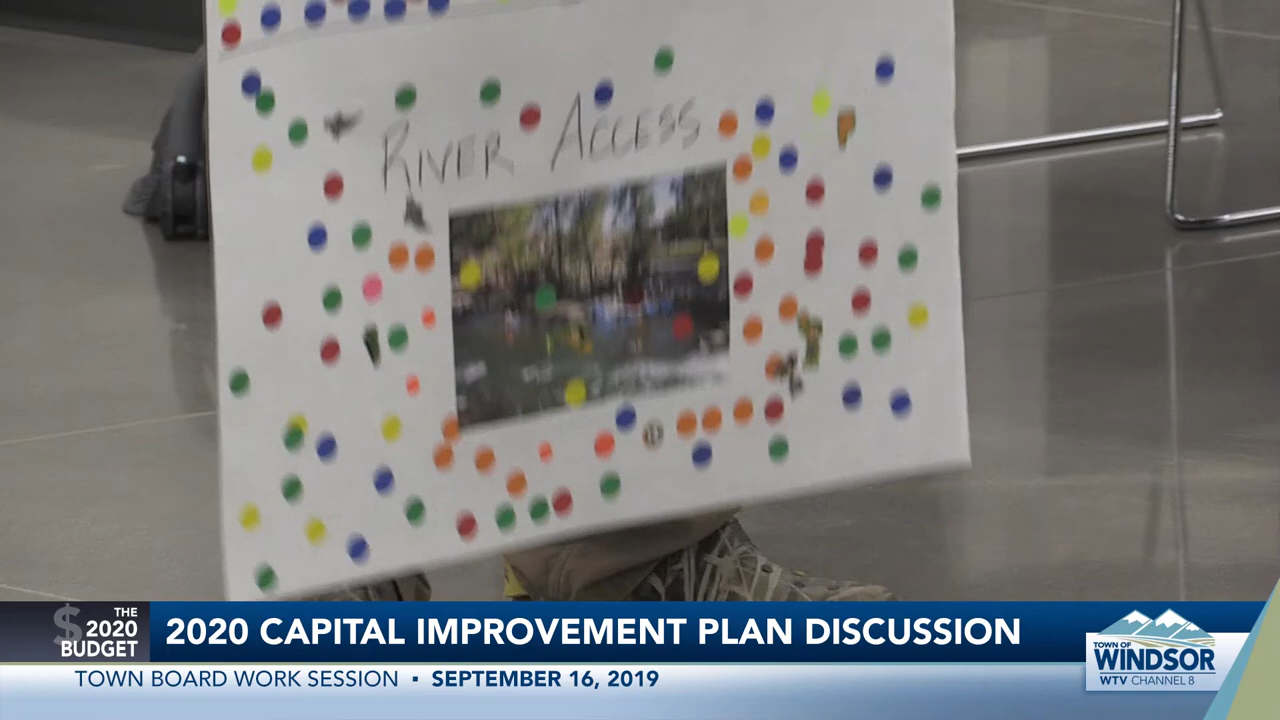 RIVER ACCESS
THE
2020
BUDGET
2020 CAPITAL IMPROVEMENT PLAN DISCUSSION
TOWN BOARD WORK SESSION ▪ SEPTEMBER 16, 2019
TOWN OF
WINDSOR
WTV CHANNEL 8